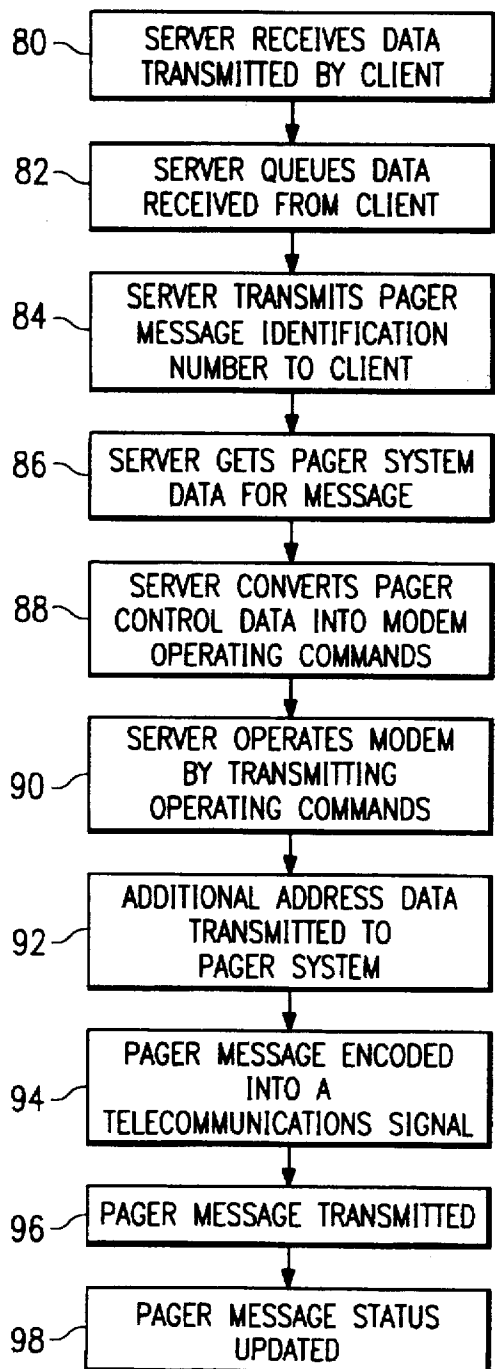 80
SERVER RECEIVES DATA
TRANSMITTED BY CLIENT
82
SERVER QUEUES DATA
RECEIVED FROM CLIENT
84
SERVER TRANSMITS PAGER
MESSAGE IDENTIFICATION
NUMBER TO CLIENT
86
SERVER GETS PAGER SYSTEM
DATA FOR MESSAGE
88
SERVER CONVERTS PAGER
CONTROL DATA INTO MODEM
OPERATING COMMANDS
90
SERVER OPERATES MODEM
BY TRANSMITTING
OPERATING COMMANDS
92
ADDITIONAL ADDRESS DATA
TRANSMITTED TO
PAGER SYSTEM
94
PAGER MESSAGE ENCODED
INTO A
TELECOMMUNICATIONS SIGNAL
96
PAGER MESSAGE TRANSMITTED
98
PAGER MESSAGE STATUS
UPDATED